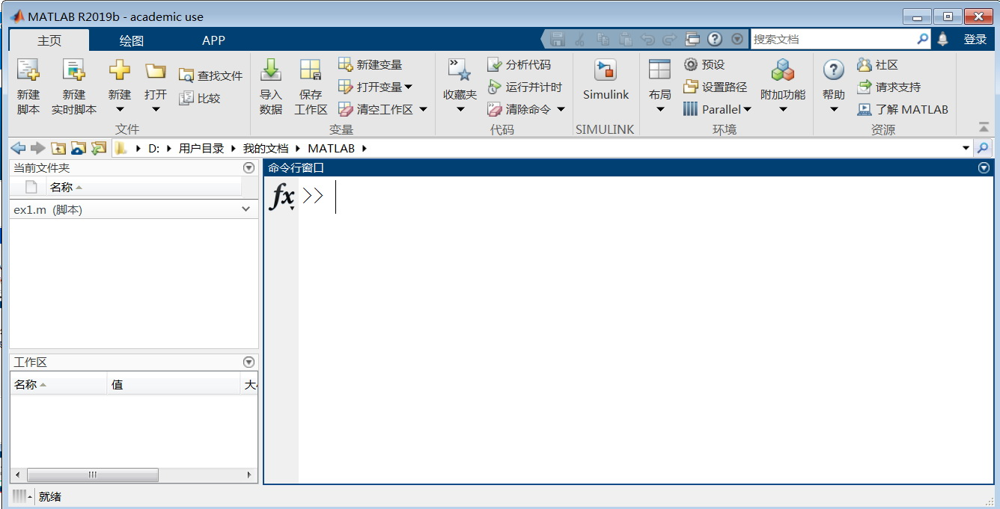 MATLAB R2019b - academic use
主页 绘图 APP 搜索文档 登录
新建脚本
新建实时脚本
新建
打开
查找文件
比较
文件
导入数据
保存工作区
新建变量
打开变量
清空工作区
变量
收藏夹
分析代码
运行并计时
清除命令
代码
Simulink
SIMULINK
布局
预设
设置路径
Parallel
附加功能
环境
帮助
社区
请求支持
了解 MATLAB
资源
D: 用户目录 我的文档 MATLAB
当前文件夹
名称
ex1.m (脚本)
工作区
名称 值
命令行窗口
fx >>
就绪